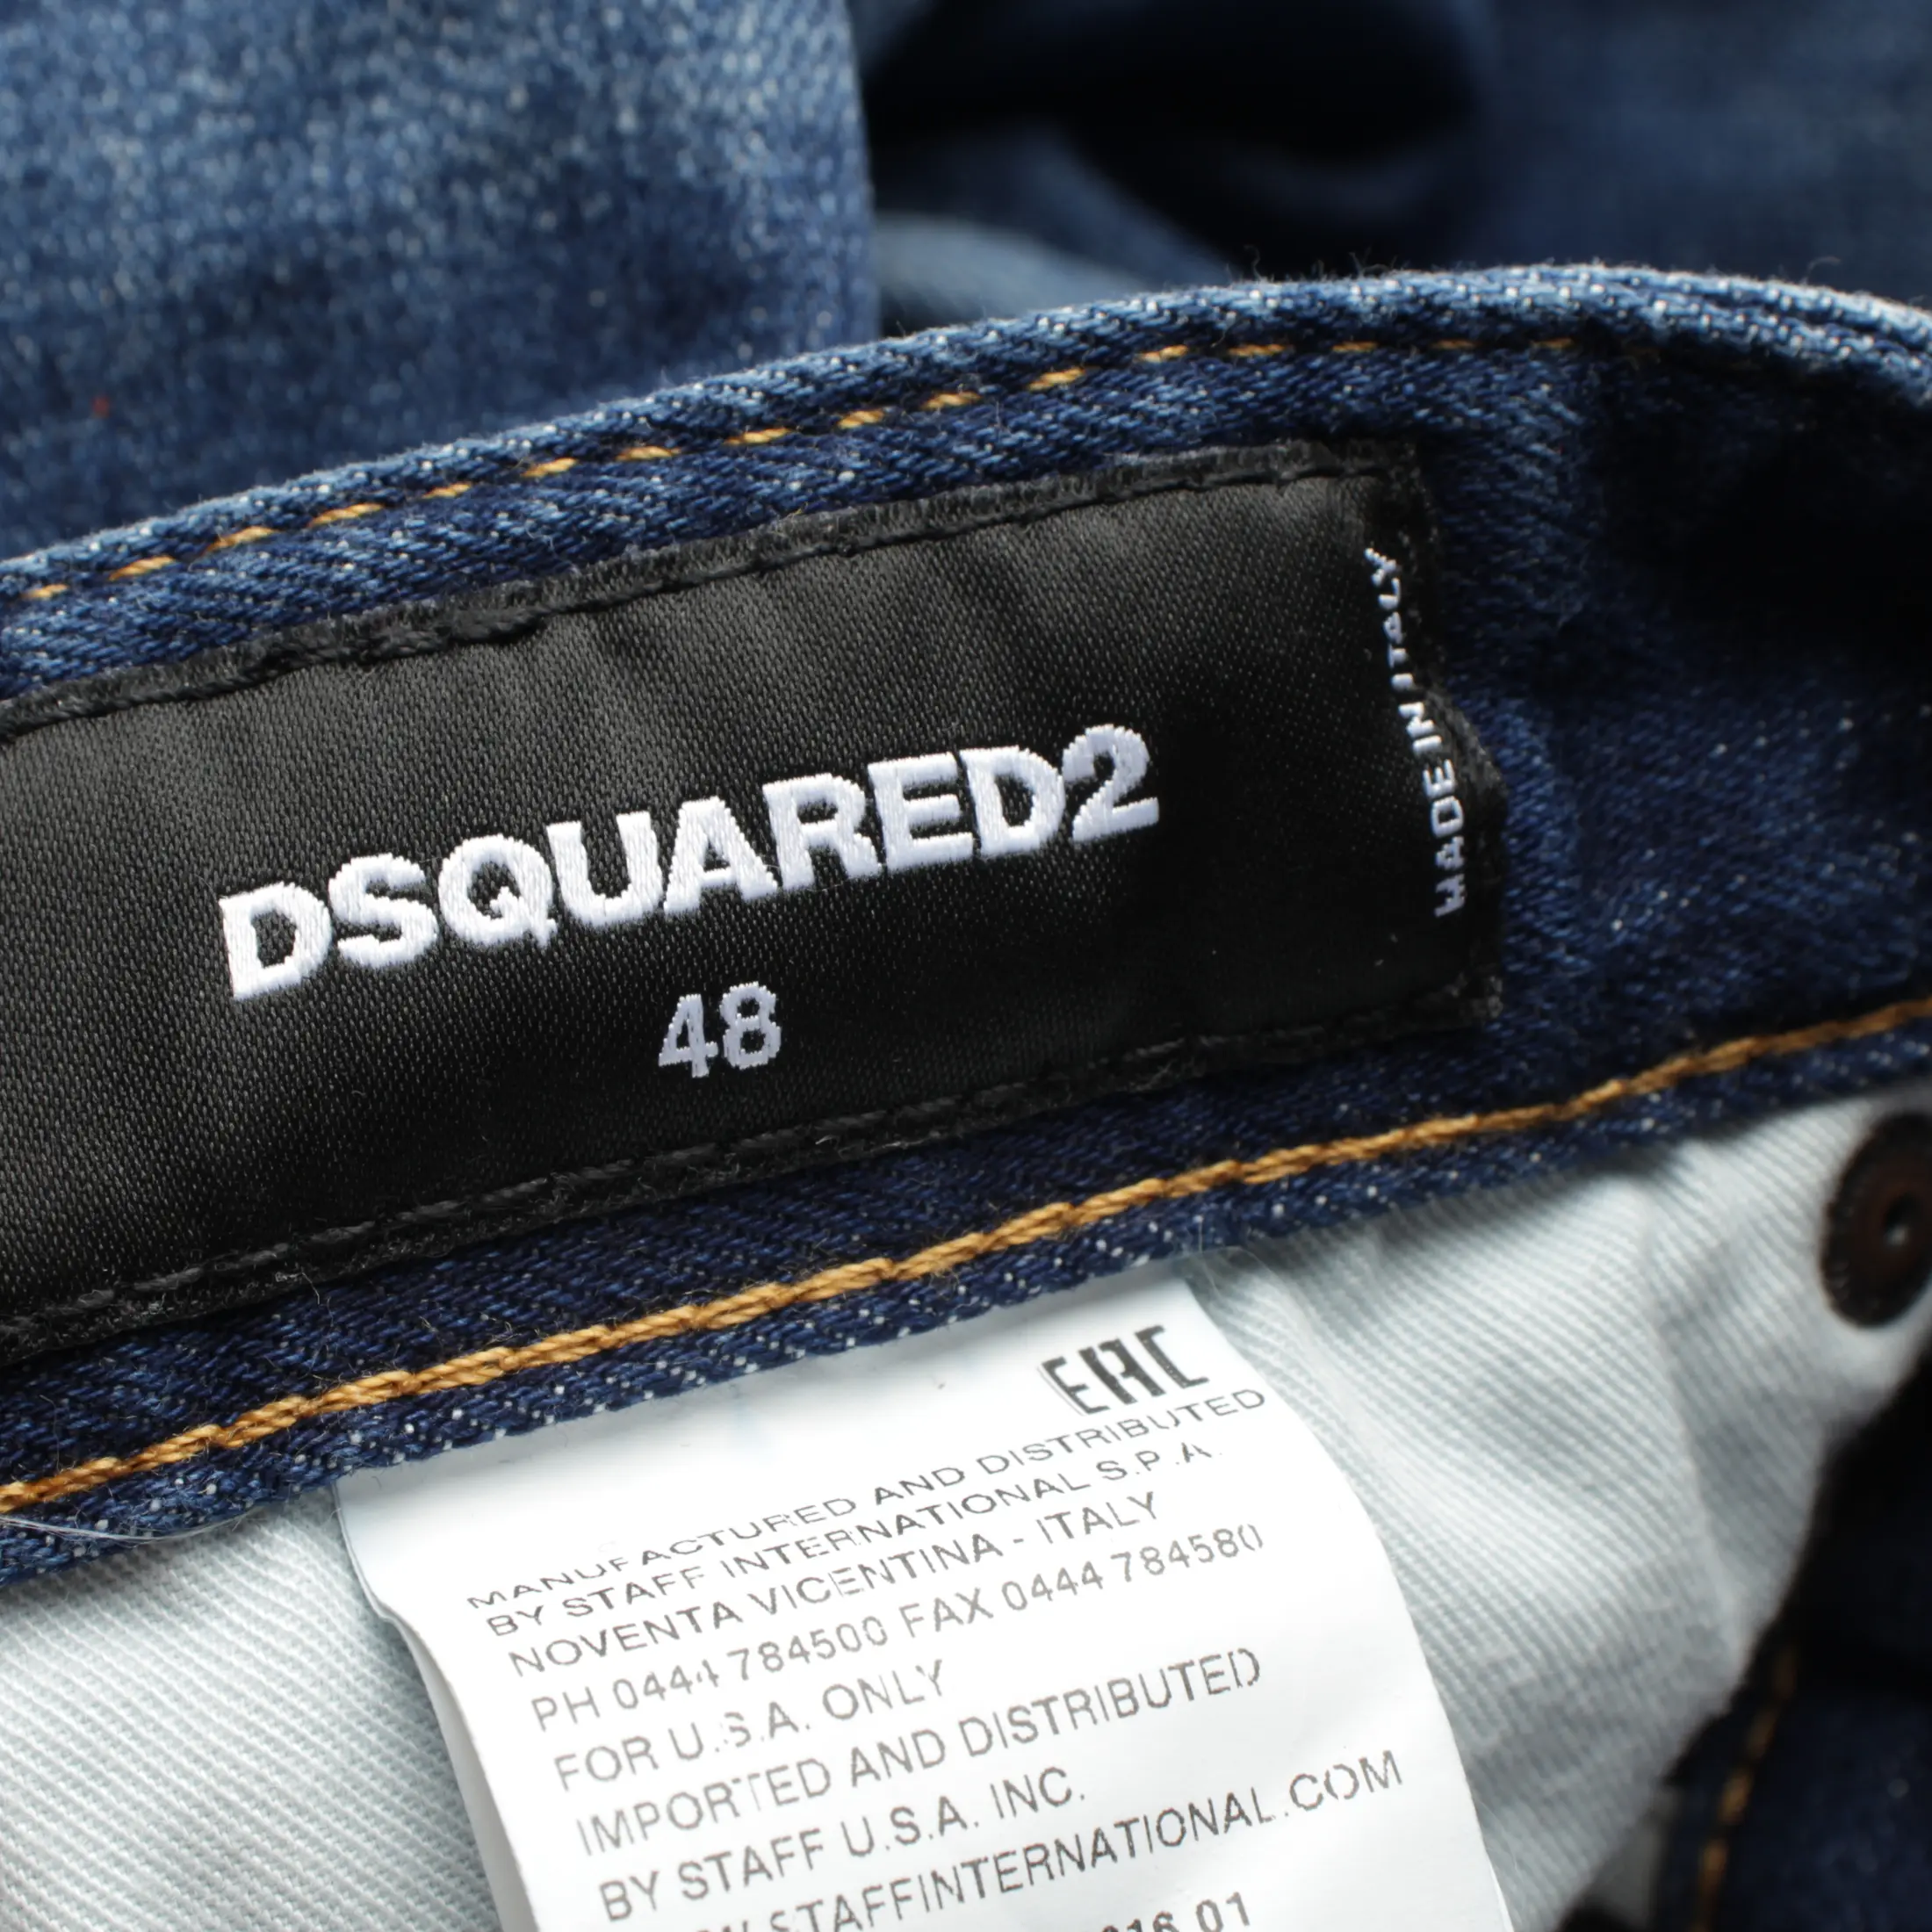 DSQUARED2
48
MADE IN ITALY
EAC
MANUFACTURED AND DISTRIBUTED
BY STAFF INTERNATIONAL S.P.A.
NOVENTA VICENTINA - ITALY
PH 0444 784500 FAX 0444 784580
FOR U.S.A. ONLY
IMPORTED AND DISTRIBUTED
BY STAFF U.S.A. INC.
STAFFINTERNATIONAL.COM
01